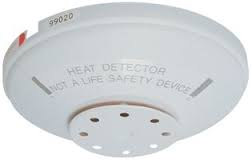 99020
HEAT DETECTOR
NOT A LIFE SAFETY DEVICE